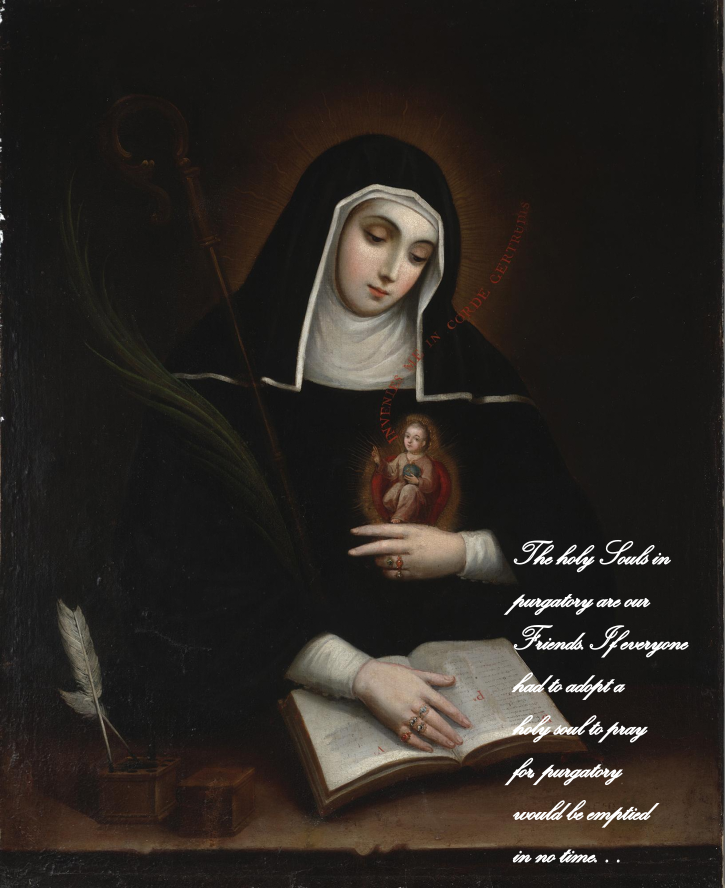 INVENIES ME IN CORDE GERTRUDIS
The holy Souls in
purgatory are our
Friends. If everyone
had to adopt a
holy soul to pray
for, purgatory
would be emptied
in no time. . .